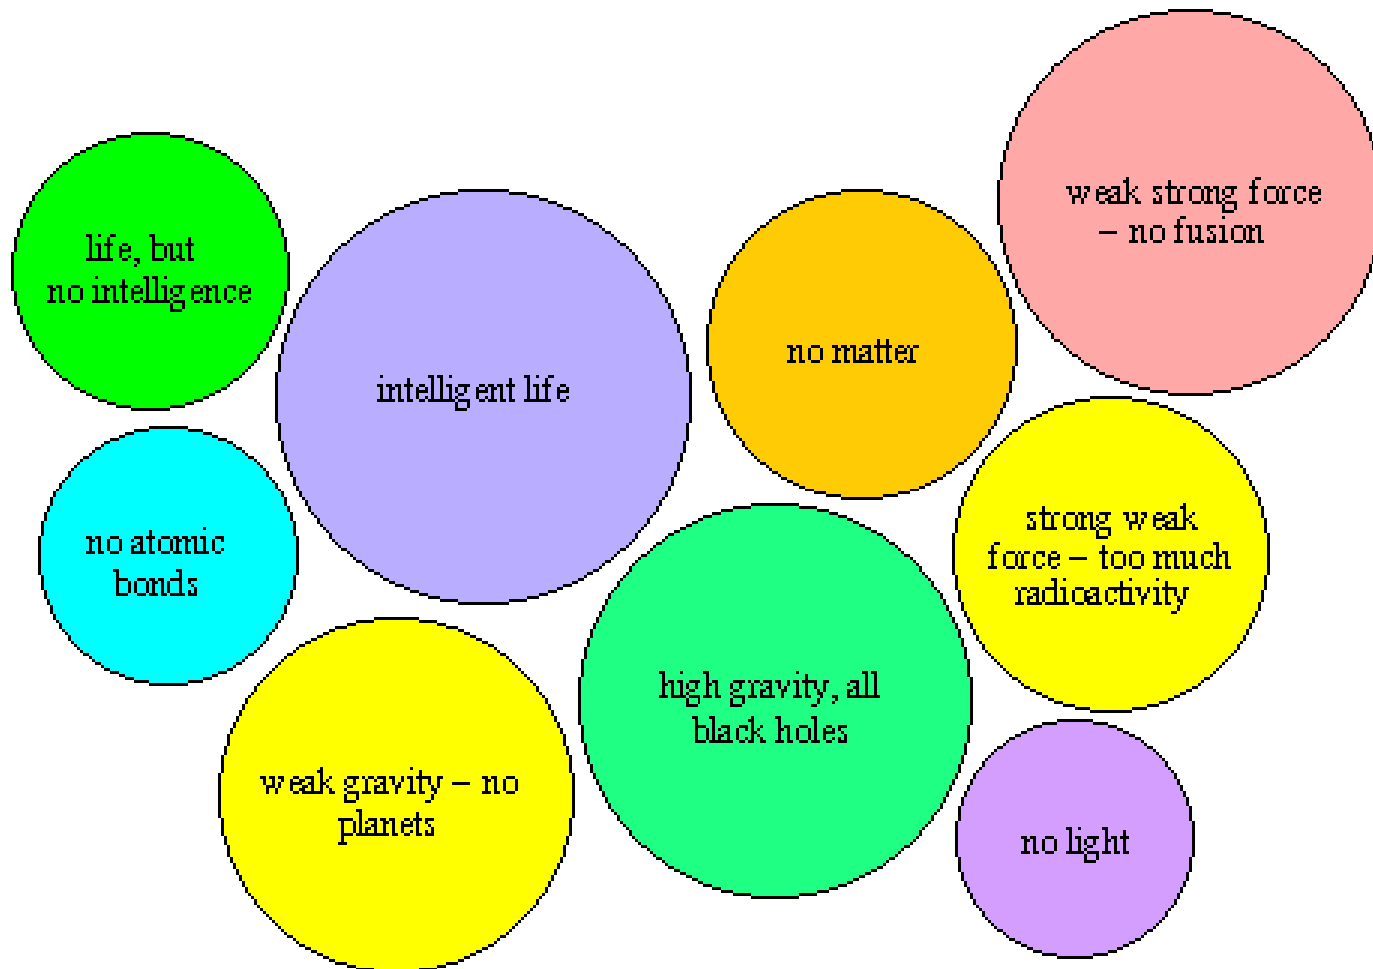 weak strong force
– no fusion
life, but
no intelligence
no matter
intelligent life
strong weak
force – too much
radioactivity
no atomic
bonds
high gravity, all
black holes
weak gravity – no
planets
no light